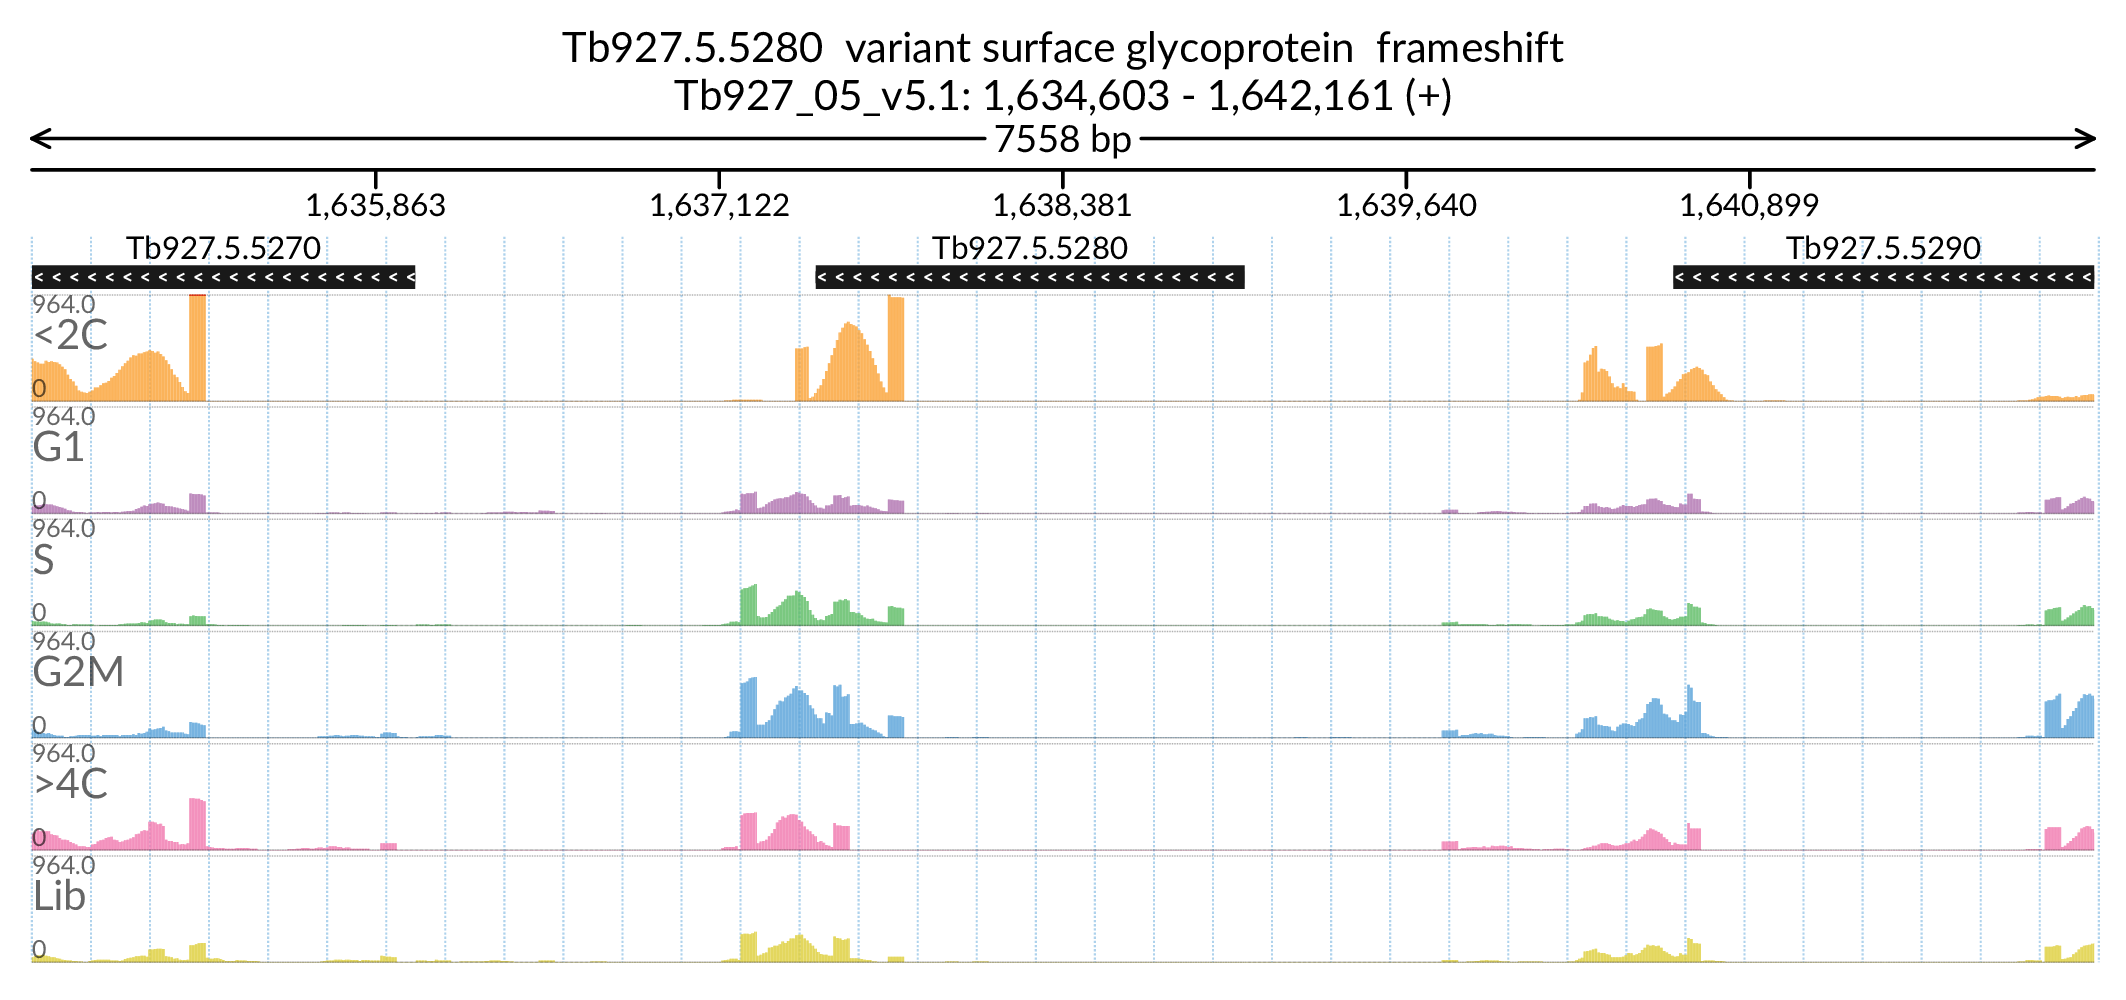 Tb927.5.5280 variant surface glycoprotein frameshift
Tb927_05_v5.1: 1,634,603 - 1,642,161 (+)
7558 bp
1,635,863 1,637,122 1,638,381 1,639,640 1,640,899
Tb927.5.5270 Tb927.5.5280 Tb927.5.5290
964.0
<2C
0
964.0
G1
0
964.0
S
0
964.0
G2M
0
964.0
>4C
0
964.0
Lib
0